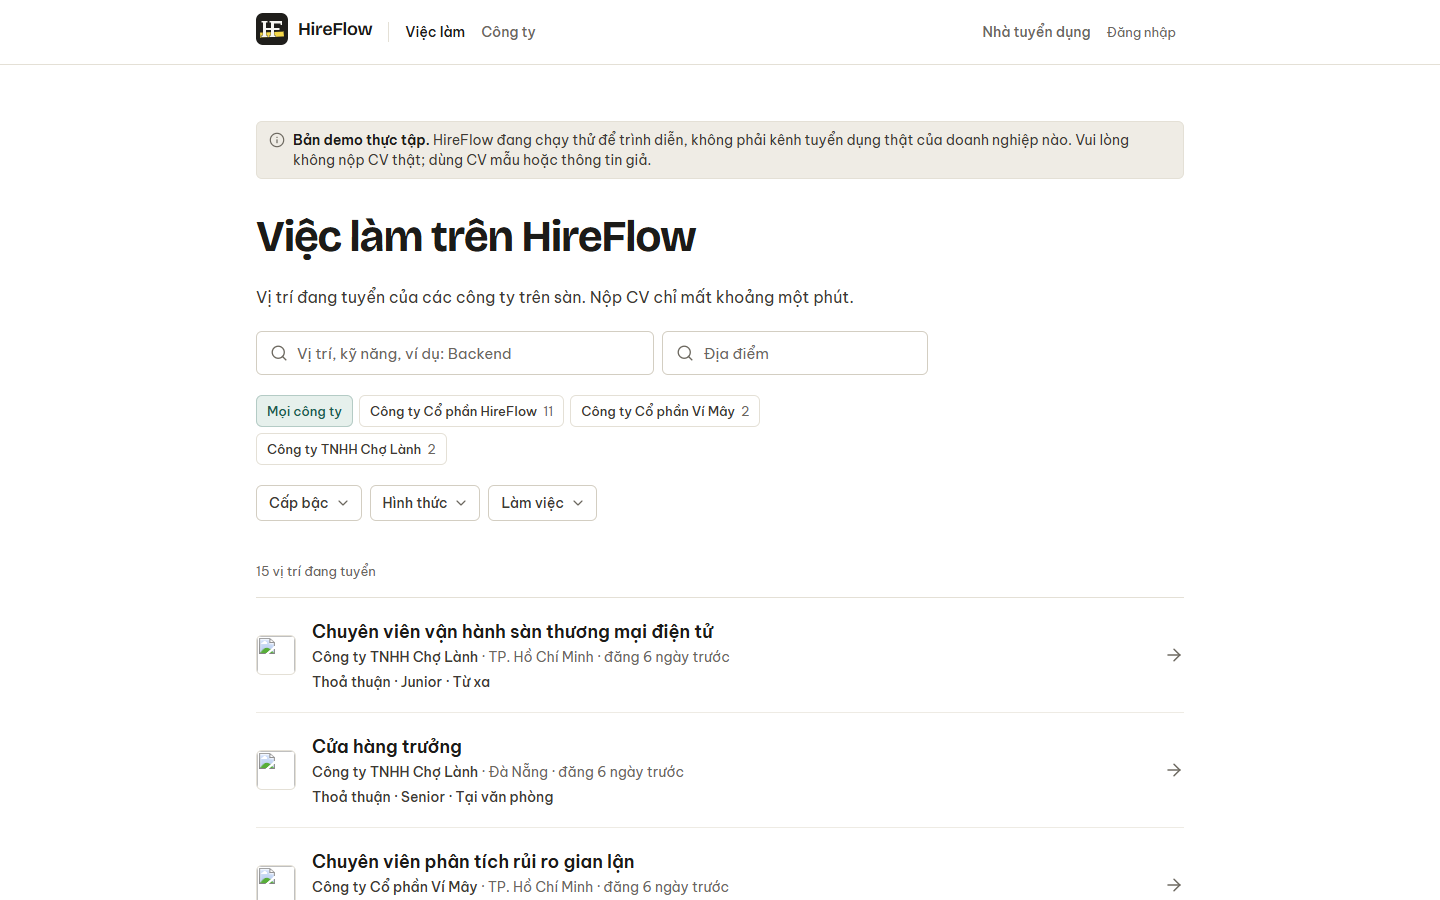 HireFlow
Việc làm
Công ty
Nhà tuyển dụng
Đăng nhập
Bản demo thực tập. HireFlow đang chạy thử để trình diễn, không phải kênh tuyển dụng thật của doanh nghiệp nào. Vui lòng
không nộp CV thật; dùng CV mẫu hoặc thông tin giả.
Việc làm trên HireFlow
Vị trí đang tuyển của các công ty trên sàn. Nộp CV chỉ mất khoảng một phút.
Vị trí, kỹ năng, ví dụ: Backend
Địa điểm
Mọi công ty
Công ty Cổ phần HireFlow 11
Công ty Cổ phần Ví Mây 2
Công ty TNHH Chợ Lành 2
Cấp bậc
Hình thức
Làm việc
15 vị trí đang tuyển
Chuyên viên vận hành sàn thương mại điện tử
Công ty TNHH Chợ Lành · TP. Hồ Chí Minh · đăng 6 ngày trước
Thoả thuận · Junior · Từ xa
Cửa hàng trưởng
Công ty TNHH Chợ Lành · Đà Nẵng · đăng 6 ngày trước
Thoả thuận · Senior · Tại văn phòng
Chuyên viên phân tích rủi ro gian lận
Công ty Cổ phần Ví Mây · TP. Hồ Chí Minh · đăng 6 ngày trước